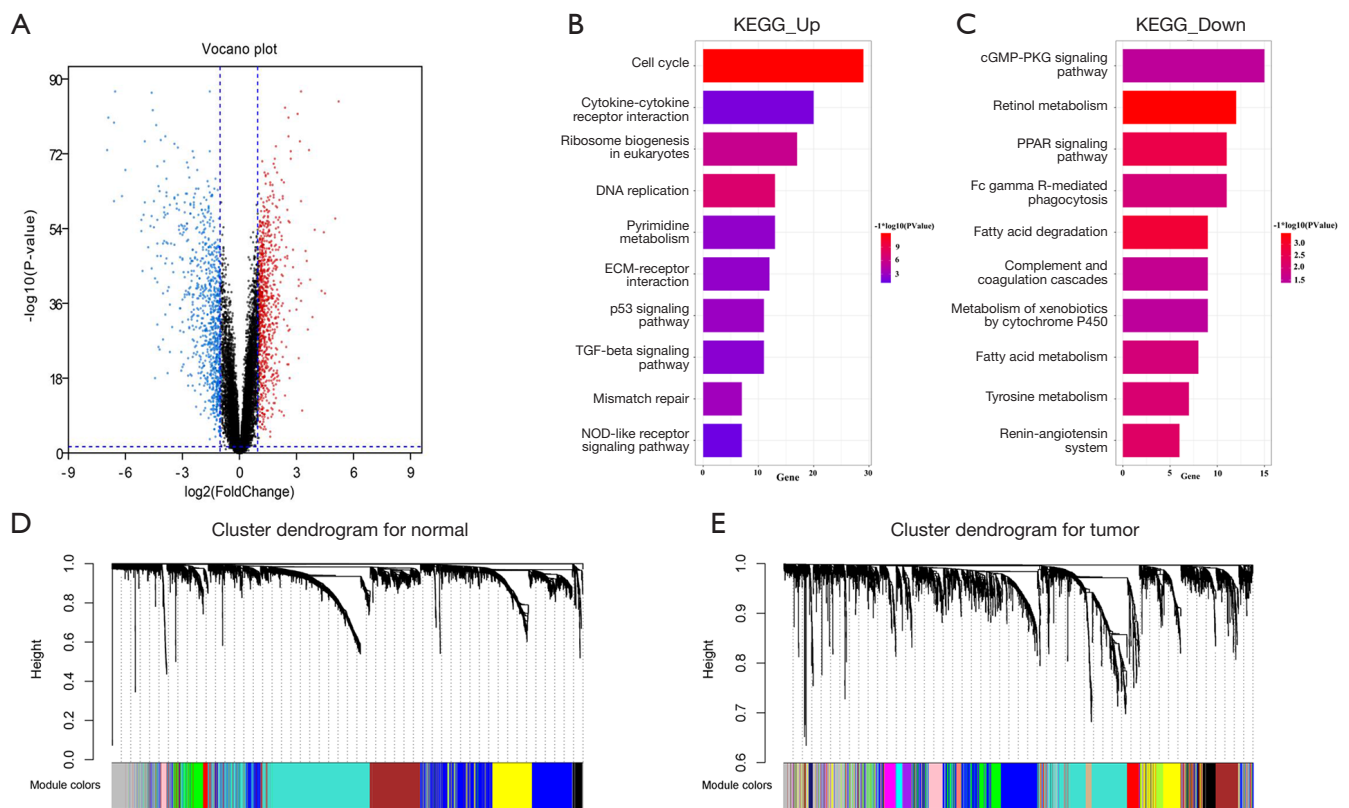 A
Vocano plot
90
72
54
36
18
0
-log10(P-value)
-9
-6
-3
0
3
6
9
log2(FoldChange)
B
KEGG_Up
Cell cycle
Cytokine-cytokine
receptor interaction
Ribosome biogenesis
in eukaryotes
DNA replication
Pyrimidine
metabolism
ECM-receptor
interaction
p53 signaling
pathway
TGF-beta signaling
pathway
Mismatch repair
NOD-like receptor
signaling pathway
0
10
20
30
Gene
-1*log10(PValue)
9
6
3
C
KEGG_Down
cGMP-PKG signaling
pathway
Retinol metabolism
PPAR signaling
pathway
Fc gamma R-mediated
phagocytosis
Fatty acid degradation
Complement and
coagulation cascades
Metabolism of xenobiotics
by cytochrome P450
Fatty acid metabolism
Tyrosine metabolism
Renin-angiotensin
system
0
5
10
15
Gene
-1*log10(PValue)
3.0
2.5
2.0
1.5
D
Cluster dendrogram for normal
1.0
0.8
0.6
0.4
0.2
0.0
Height
Module colors
E
Cluster dendrogram for tumor
1.0
0.9
0.8
0.7
0.6
Height
Module colors